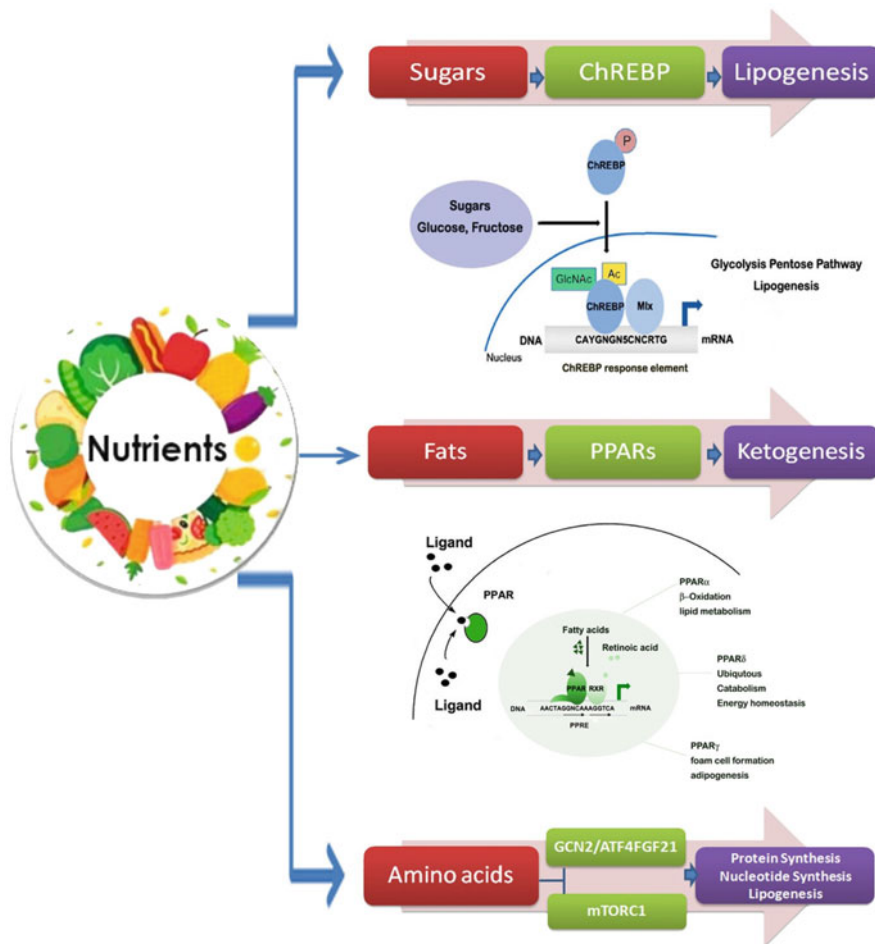 Nutrients
Sugars
ChREBP
Lipogenesis
P
ChREBP
Sugars
Glucose, Fructose
GlcNAc
Ac
ChREBP
Mlx
Glycolysis Pentose Pathway
Lipogenesis
DNA
CAYGNGN5CNCRTG
mRNA
Nucleus
ChREBP response element
Fats
PPARs
Ketogenesis
Ligand
PPAR
Ligand
Fatty acids
Retinoic acid
PPAR
RXR
DNA
AACTAGGNCAAAGGTCA
mRNA
PPRE
PPARα
β-Oxidation
lipid metabolism
PPARδ
Ubiqutous
Catabolism
Energy homeostasis
PPARγ
foam cell formation
adipogenesis
Amino acids
GCN2/ATF4FGF21
mTORC1
Protein Synthesis
Nucleotide Synthesis
Lipogenesis